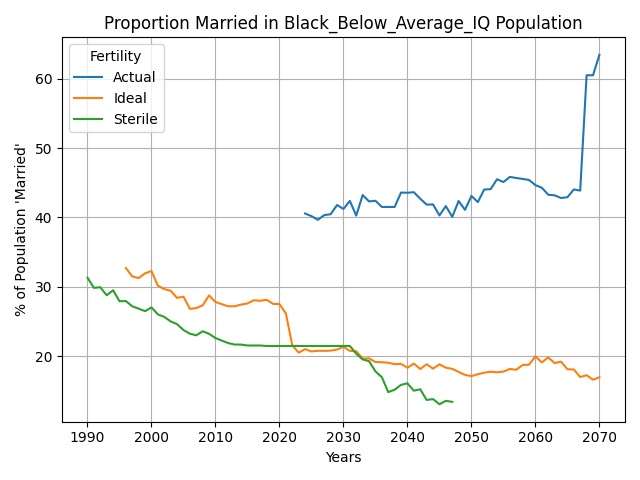 Proportion Married in Black_Below_Average_IQ Population
Fertility
Actual
Ideal
Sterile
% of Population 'Married'
60
50
40
30
20
1990 2000 2010 2020 2030 2040 2050 2060 2070
Years